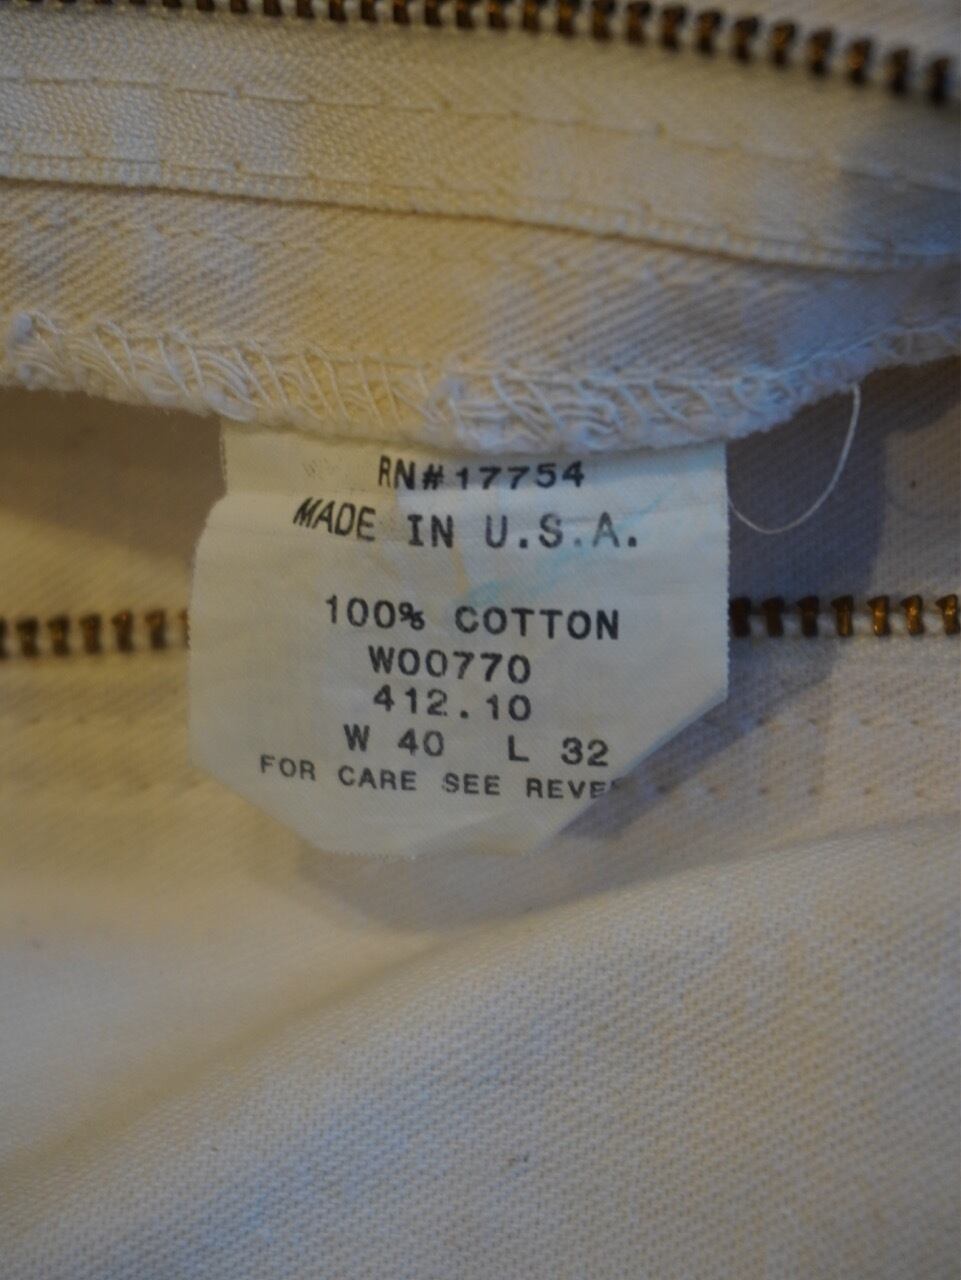 RN#17754
MADE IN U.S.A.
100% COTTON
W00770
412.10
W 40 L 32
FOR CARE SEE